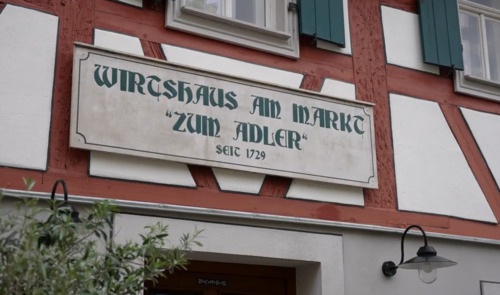 WIRTSHAUS AM MARKT
"ZUM ADLER"
SEIT 1729